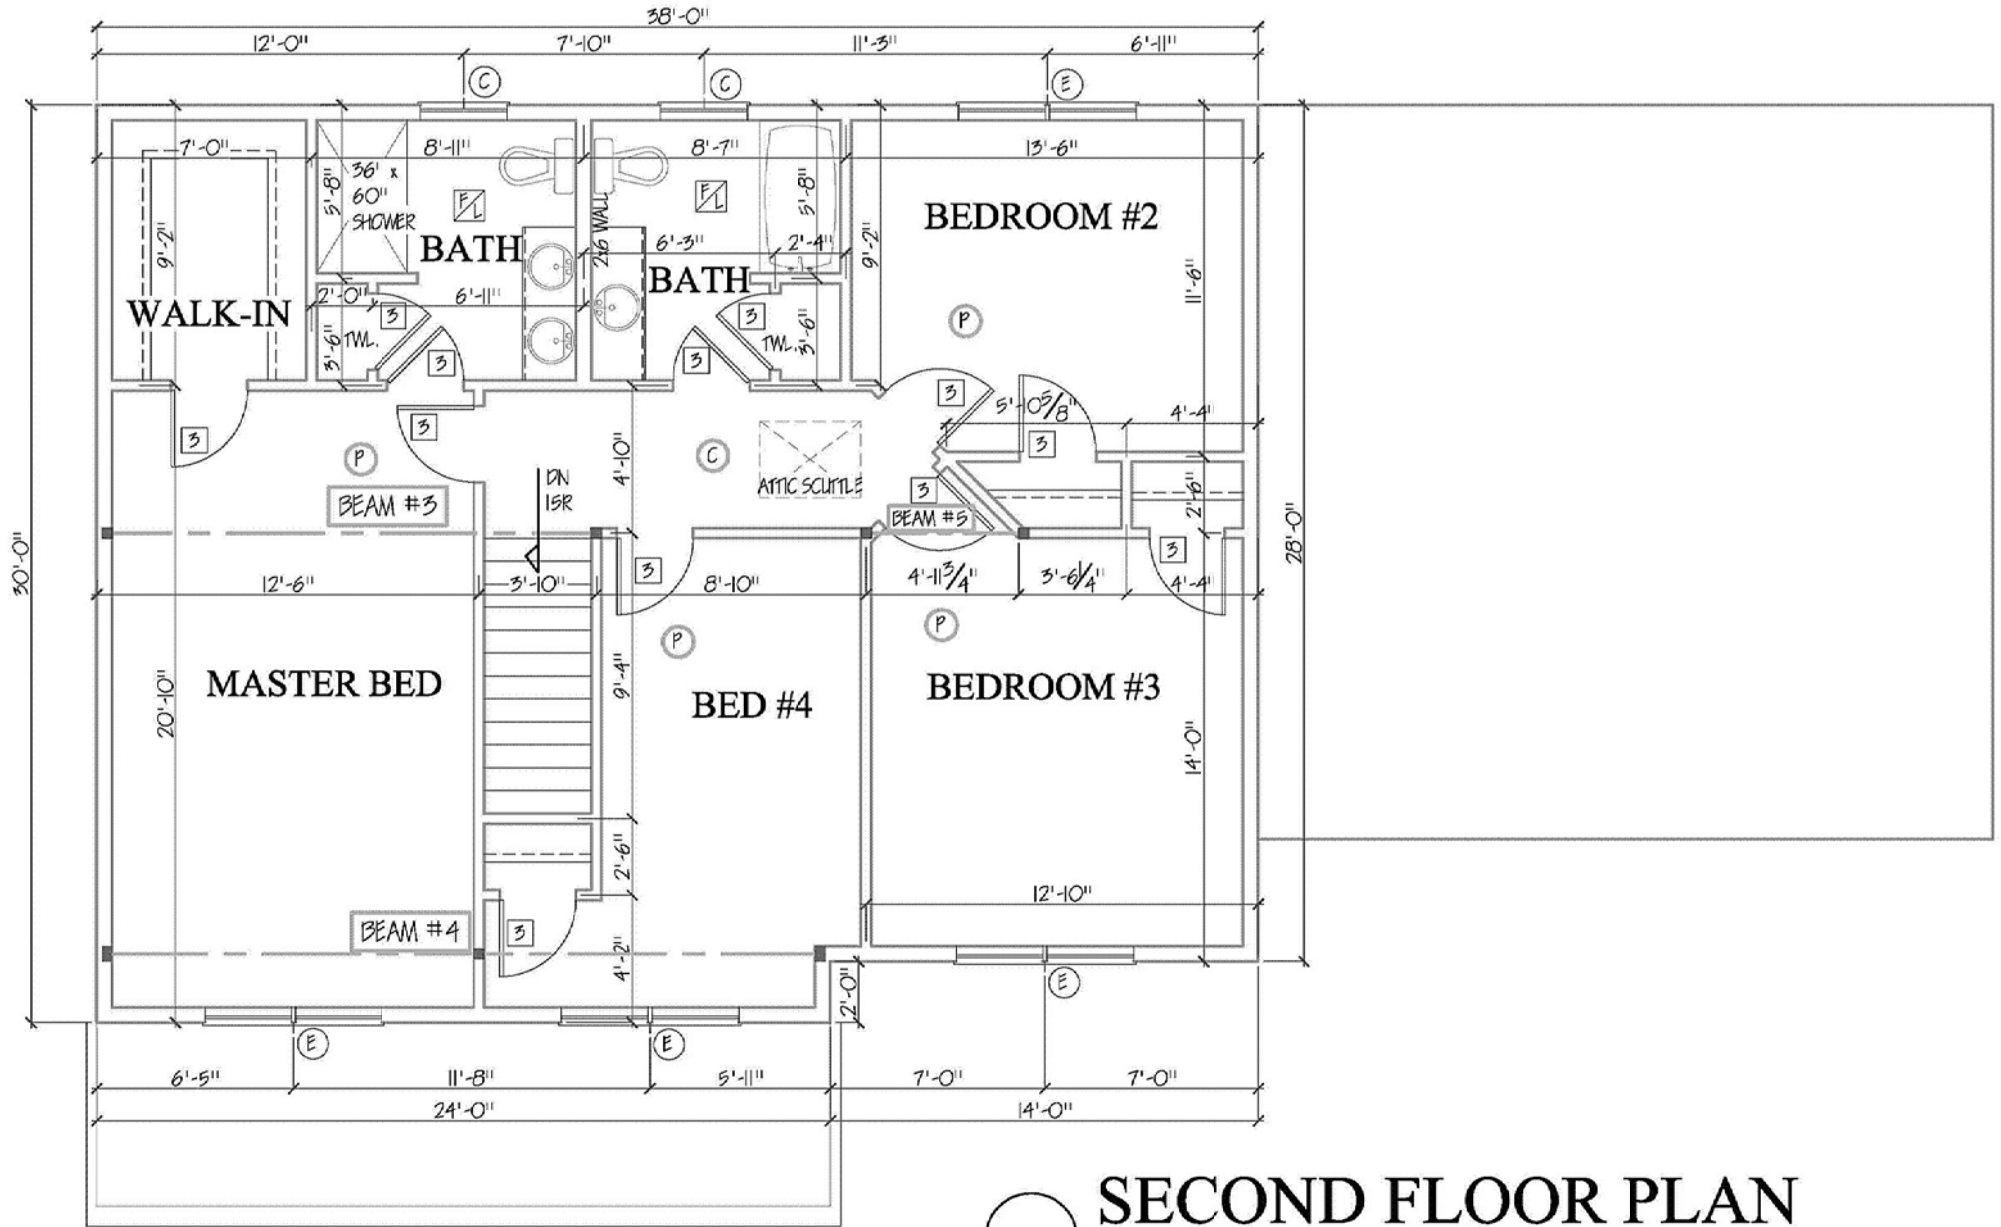 38'-0"
12'-0" 7'-10" 11'-3" 6'-11"
C C E
7'-0" 8'-11" 8'-7" 13'-6"
36' x
60"
SHOWER
5'-8"
F/L
F/L
5'-8"
2x6 WALL
BEDROOM #2
9'-2"
BATH
6'-3" 2'-4"
9'-2"
BATH
11'-6"
2'-0" 6'-11"
WALK-IN
3 3
P
3'-6"
TWL.
TWL.
3'-6"
3 3
3
5'-10 5/8" 4'-4"
3 3 3
P
C
4'-10"
DN
15R
ATTIC SCUTTLE
3
2'-6"
BEAM #3
BEAM #5
30'-0"
28'-0"
3
3
12'-6" 3'-10" 8'-10" 4'-11 3/4" 3'-6 1/4" 4'-4"
P
P
9'-4"
MASTER BED
BED #4
BEDROOM #3
20'-10"
14'-0"
2'-6"
12'-10"
BEAM #4
3
4'-2"
2'-0"
E E E
6'-5" 11'-8" 5'-11" 7'-0" 7'-0"
24'-0" 14'-0"
SECOND FLOOR PLAN